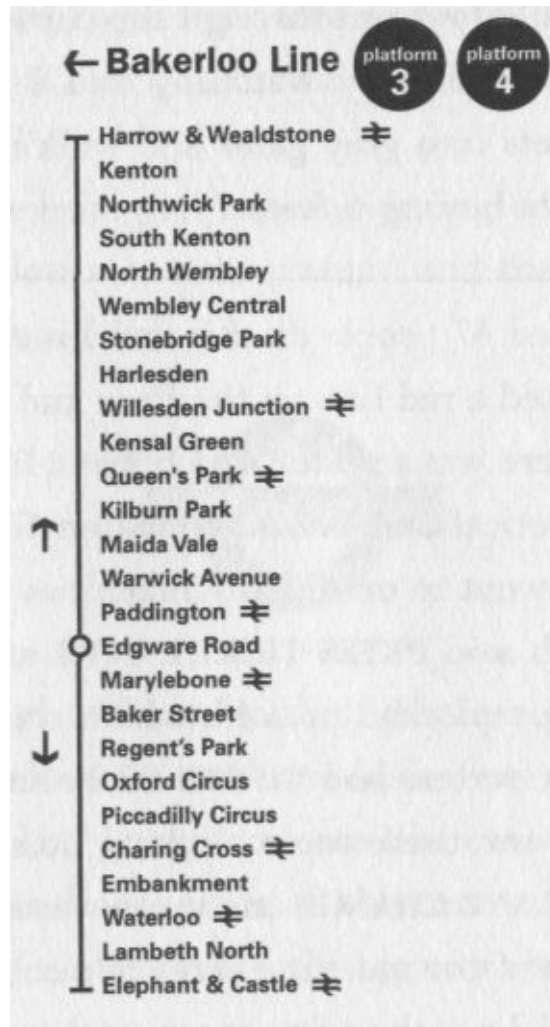 ← Bakerloo Line platform 3 platform 4
Harrow & Wealdstone
Kenton
Northwick Park
South Kenton
North Wembley
Wembley Central
Stonebridge Park
Harlesden
Willesden Junction
Kensal Green
Queen's Park
Kilburn Park
Maida Vale
Warwick Avenue
Paddington
Edgware Road
Marylebone
Baker Street
Regent's Park
Oxford Circus
Piccadilly Circus
Charing Cross
Embankment
Waterloo
Lambeth North
Elephant & Castle